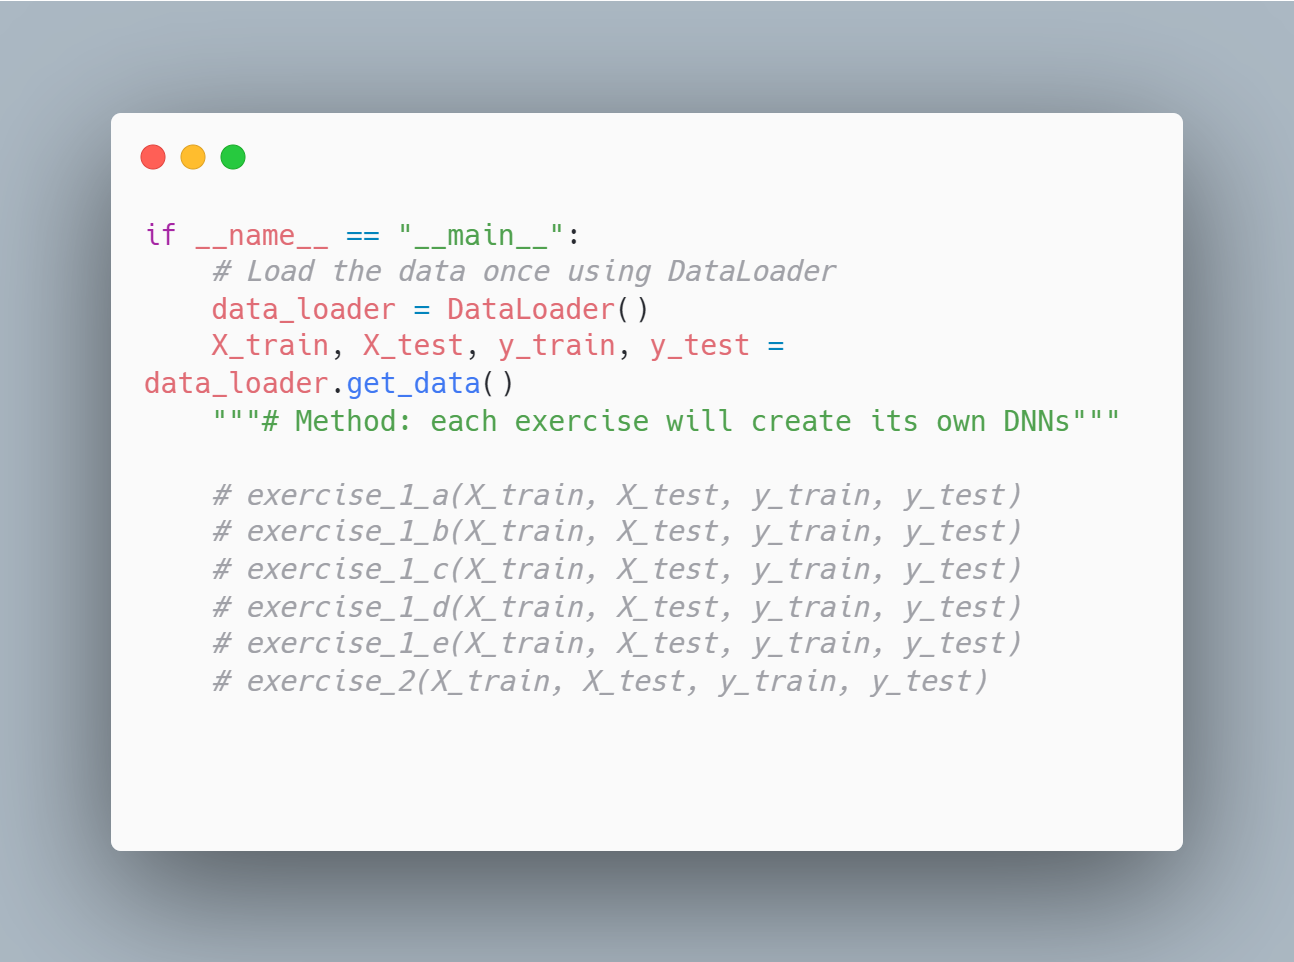 if __name__ == "__main__":
    # Load the data once using DataLoader
    data_loader = DataLoader()
    X_train, X_test, y_train, y_test =
data_loader.get_data()
    """# Method: each exercise will create its own DNNs"""

    # exercise_1_a(X_train, X_test, y_train, y_test)
    # exercise_1_b(X_train, X_test, y_train, y_test)
    # exercise_1_c(X_train, X_test, y_train, y_test)
    # exercise_1_d(X_train, X_test, y_train, y_test)
    # exercise_1_e(X_train, X_test, y_train, y_test)
    # exercise_2(X_train, X_test, y_train, y_test)